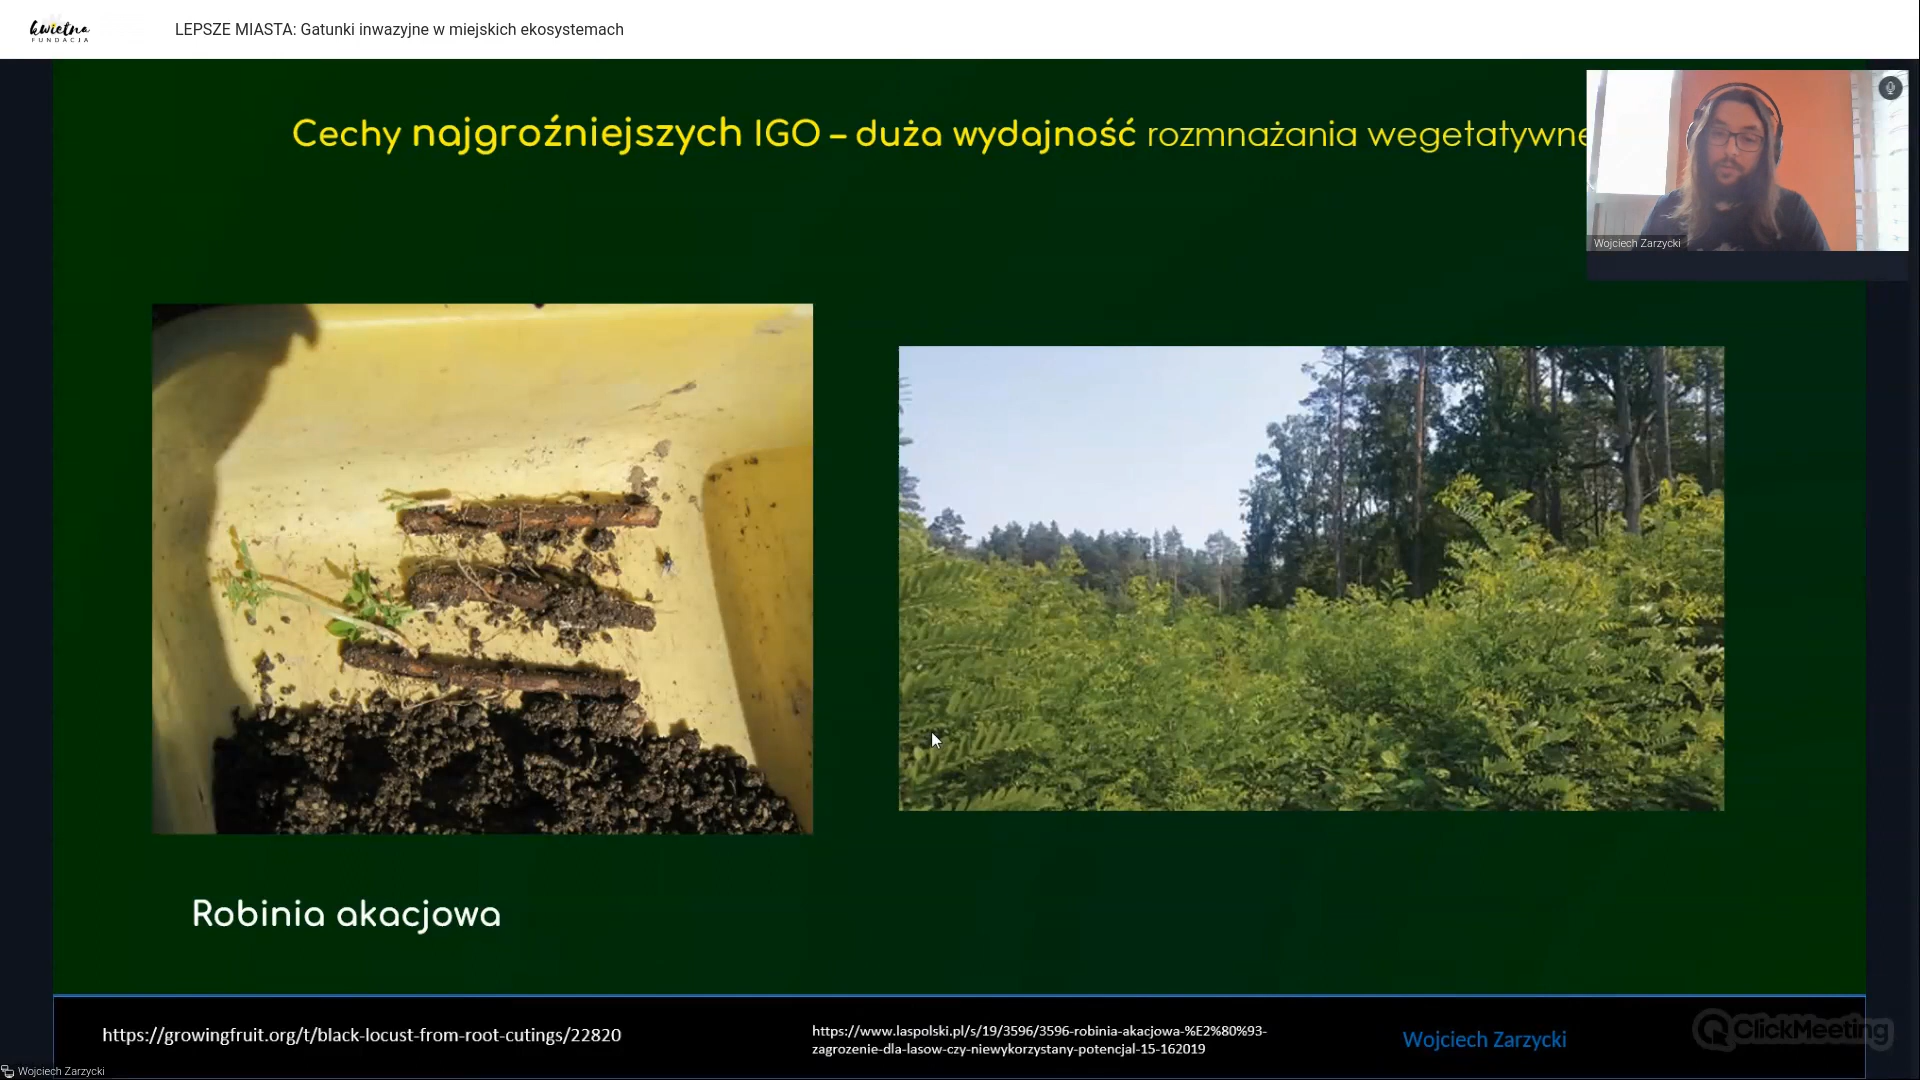 kwietna
FUNDACJA
LEPSZE MIASTA: Gatunki inwazyjne w miejskich ekosystemach
Cechy najgroźniejszych IGO – duża wydajność rozmnażania wegetatywne
Wojciech Zarzycki
Robinia akacjowa
https://growingfruit.org/t/black-locust-from-root-cutings/22820
https://www.laspolski.pl/s/19/3596/3596-robinia-akacjowa-%E2%80%93-
zagrozenie-dla-lasow-czy-niewykorzystany-potencjal-15-162019
Wojciech Zarzycki
ClickMeeting
Wojciech Zarzycki